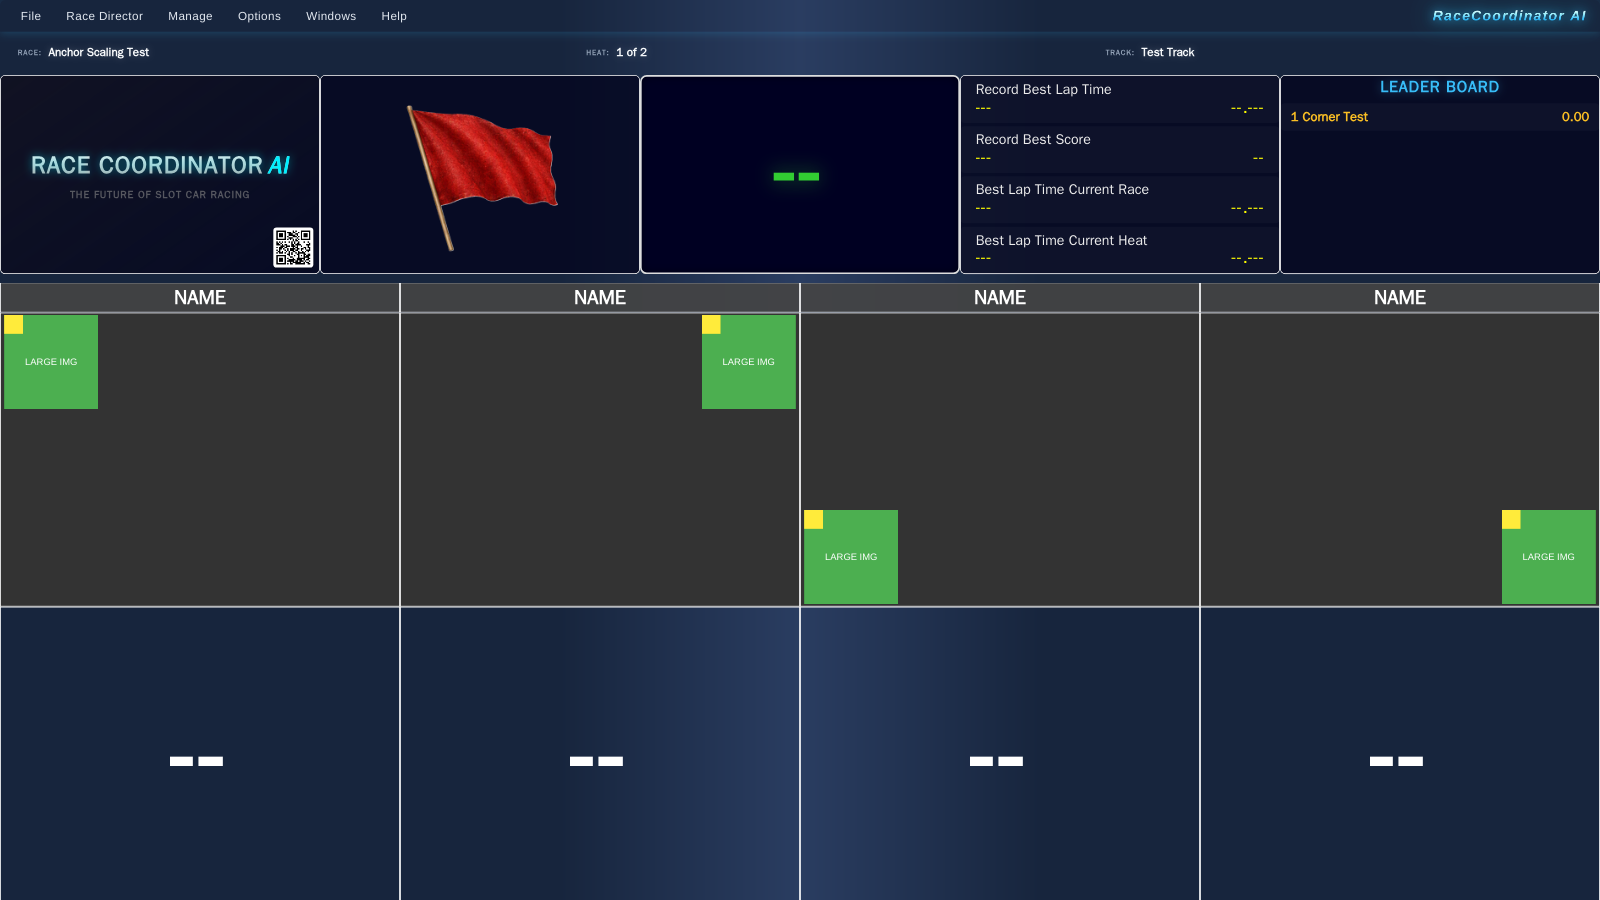 File Race Director Manage Options Windows Help RaceCoordinator AI
RACE: Anchor Scaling Test HEAT: 1 of 2 TRACK: Test Track
RACE COORDINATOR AI
THE FUTURE OF SLOT CAR RACING
--
Record Best Lap Time
--- --.---
Record Best Score
--- --
Best Lap Time Current Race
--- --.---
Best Lap Time Current Heat
--- --.---
LEADER BOARD
1 Corner Test 0.00
NAME NAME NAME NAME
LARGE IMG LARGE IMG
LARGE IMG LARGE IMG
-- -- -- --